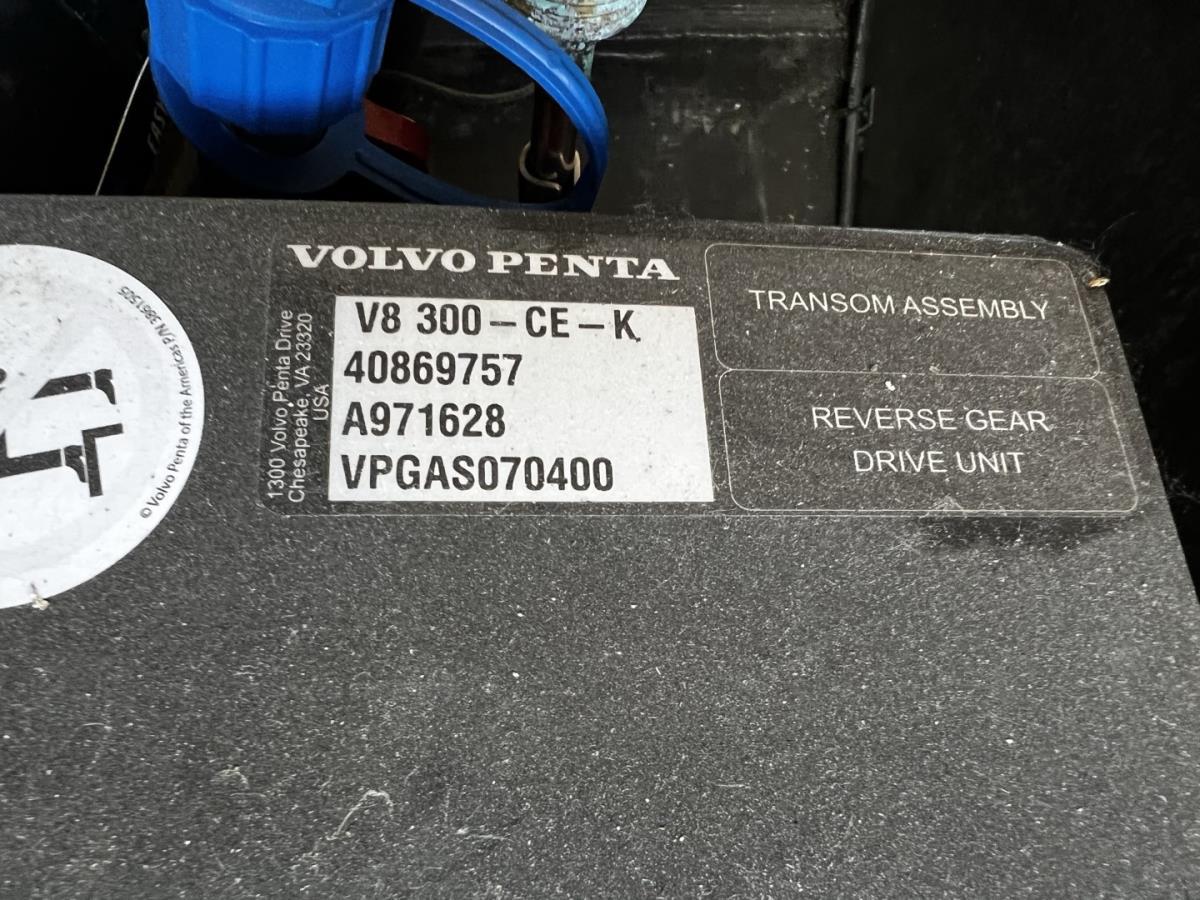 VOLVO PENTA
1300 Volvo Penta Drive
Chesapeake, VA 23320
USA
V8 300 – CE – K
40869757
A971628
VPGAS070400
TRANSOM ASSEMBLY
REVERSE GEAR
DRIVE UNIT
© Volvo Penta of the Americas P/N 3861505